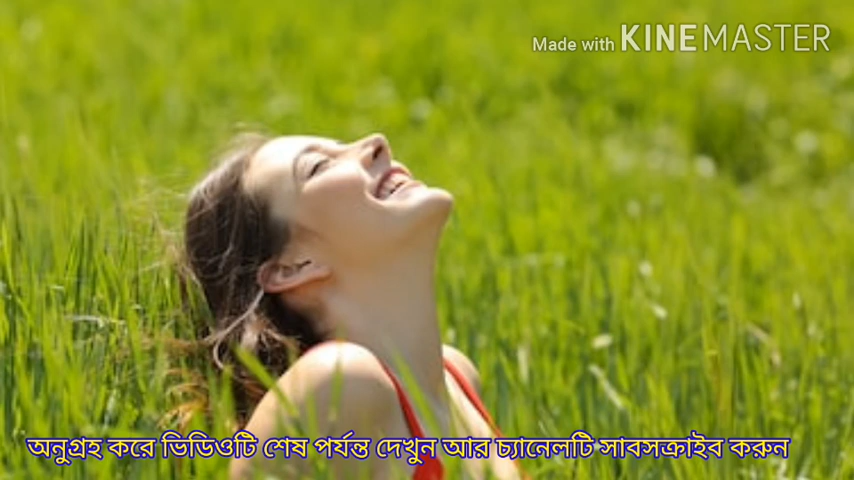 Made with KINEMASTER
অনুগ্রহ করে ভিডিওটি শেষ পর্যন্ত দেখুন আর চ্যানেলটি সাবসক্রাইব করুন